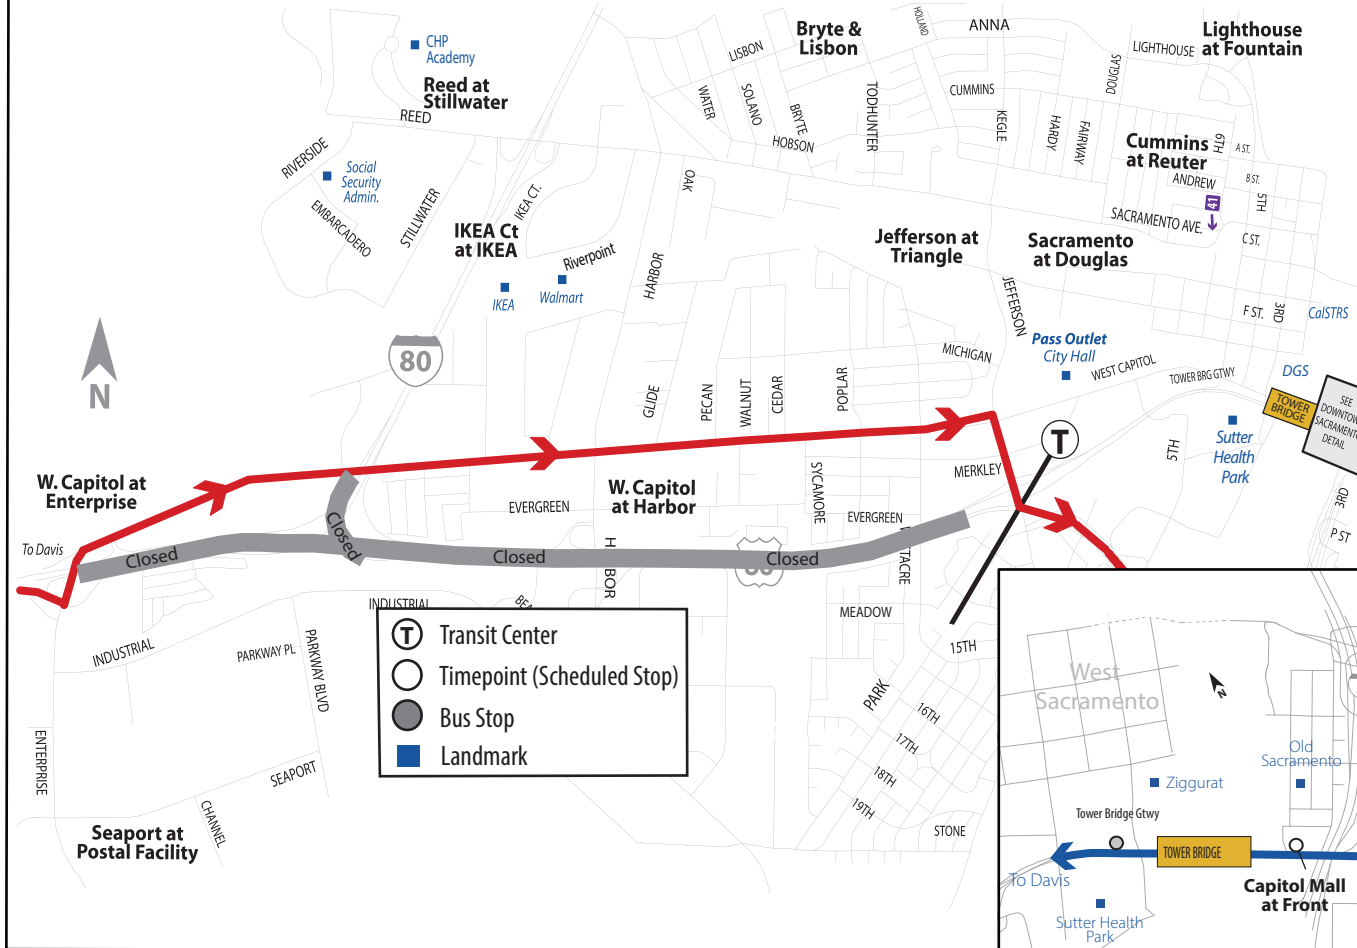 HOLLAND
ANNA
Bryte &
Lisbon
Lighthouse
at Fountain
CHP
Academy
LISBON
LIGHTHOUSE
DOUGLAS
Reed at
Stillwater
REED
WATER
SOLANO
BRYTE
HOBSON
TODHUNTER
CUMMINS
KEGLE
HARDY
FAIRWAY
Cummins
at Reuter
6TH
A ST.
B ST.
5TH
ANDREW
41
SACRAMENTO AVE.
C ST.
RIVERSIDE
Social
Security
Admin.
EMBARCADERO
STILLWATER
IKEA CT.
OAK
IKEA Ct
at IKEA
Riverpoint
HARBOR
IKEA
Walmart
Jefferson at
Triangle
Sacramento
at Douglas
JEFFERSON
F ST.
3RD
CalSTRS
80
N
MICHIGAN
Pass Outlet
City Hall
WEST CAPITOL
TOWER BRG GTWY
DGS
TOWER
BRIDGE
SEE
DOWNTOWN
SACRAMENTO
DETAIL
GLIDE
PECAN
WALNUT
CEDAR
POPLAR
T
5TH
Sutter
Health
Park
MERKLEY
W. Capitol at
Enterprise
SYCAMORE
W. Capitol
at Harbor
EVERGREEN
EVERGREEN
3RD
P ST
To Davis
Closed
Closed
Closed
Closed
INDUSTRIAL
MEADOW
15TH
INDUSTRIAL
PARKWAY PL
PARKWAY BLVD
T Transit Center
Timepoint (Scheduled Stop)
Bus Stop
Landmark
PARK
16TH
17TH
18TH
19TH
STONE
ENTERPRISE
SEAPORT
CHANNEL
Seaport at
Postal Facility
West
Sacramento
N
Old
Sacramento
Ziggurat
Tower Bridge Gtwy
TOWER BRIDGE
To Davis
Capitol Mall
at Front
Sutter Health
Park